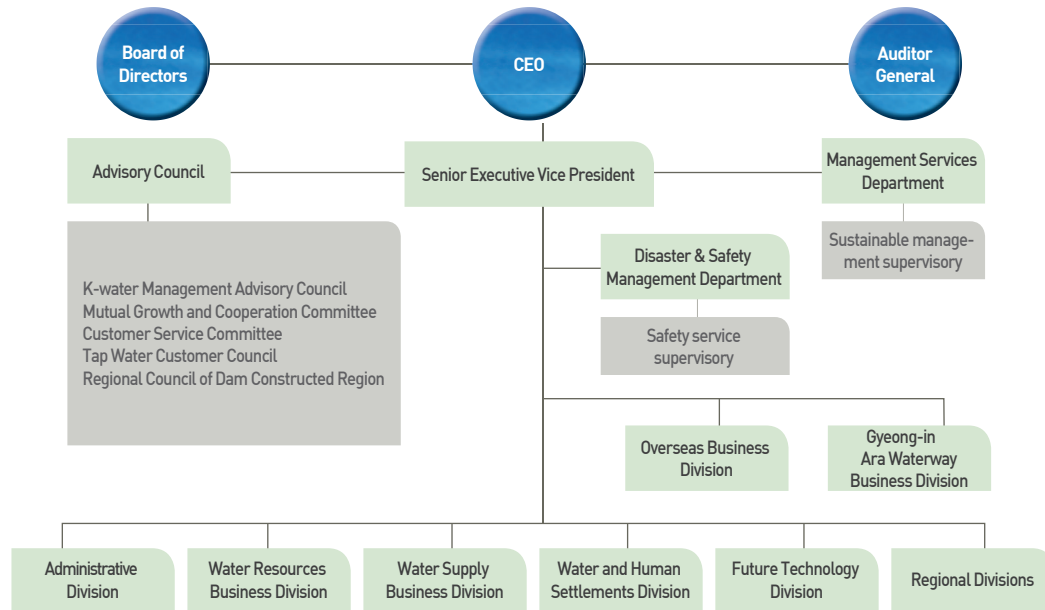 Board of
Directors
CEO
Auditor
General
Advisory Council
Senior Executive Vice President
Management Services
Department
Sustainable manage-
ment supervisory
K-water Management Advisory Council
Mutual Growth and Cooperation Committee
Customer Service Committee
Tap Water Customer Council
Regional Council of Dam Constructed Region
Disaster & Safety
Management Department
Safety service
supervisory
Overseas Business
Division
Gyeong-in
Ara Waterway
Business Division
Administrative
Division
Water Resources
Business Division
Water Supply
Business Division
Water and Human
Settlements Division
Future Technology
Division
Regional Divisions